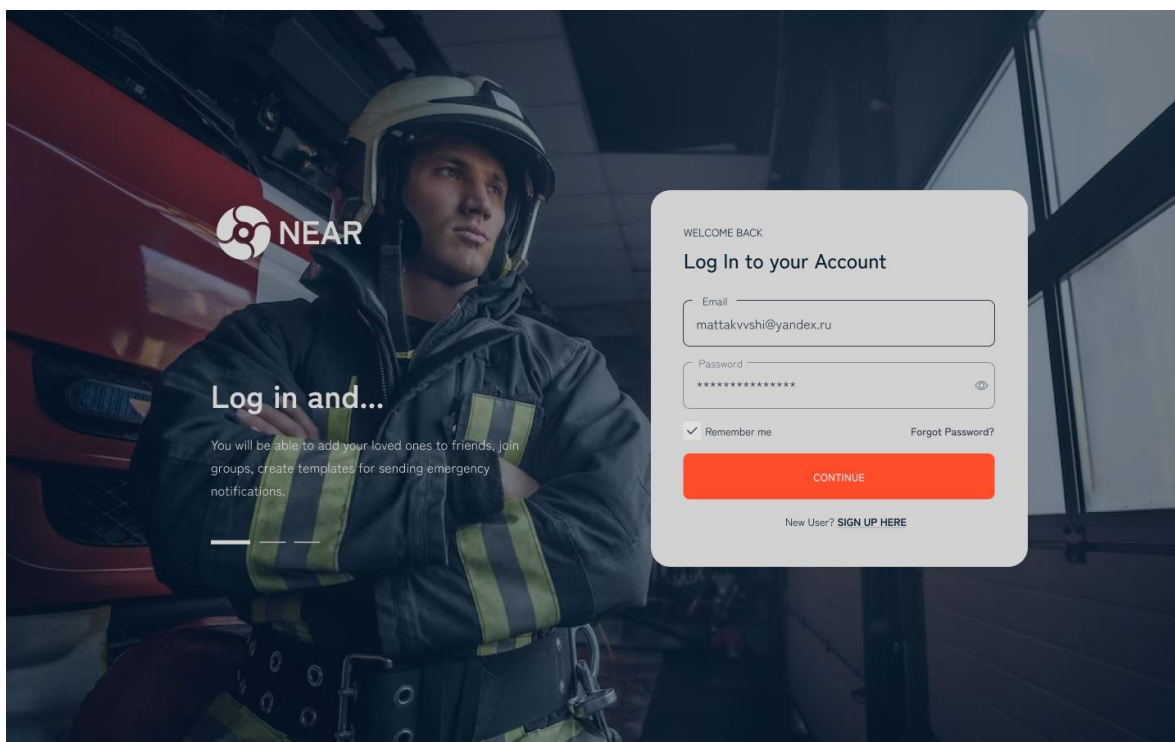 NEAR
Log in and...
You will be able to add your loved ones to friends, join
groups, create templates for sending emergency
notifications.
WELCOME BACK
Log In to your Account
Email
mattakvvshi@yandex.ru
Password
***************
Remember me
Forgot Password?
CONTINUE
New User? SIGN UP HERE